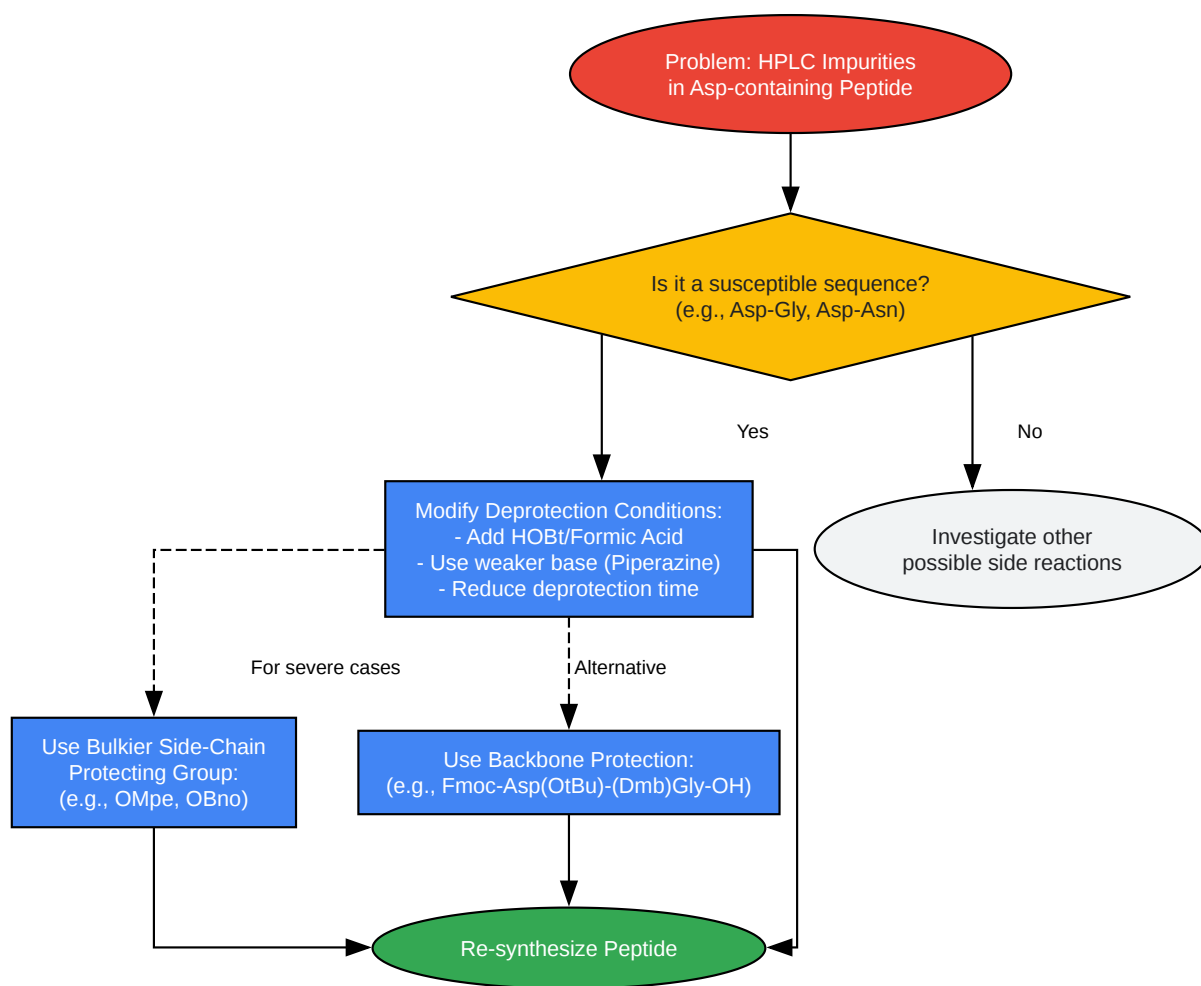 Problem: HPLC Impurities
in Asp-containing Peptide
Is it a susceptible sequence?
(e.g., Asp-Gly, Asp-Asn)
Yes
No
Modify Deprotection Conditions:
- Add HOBt/Formic Acid
- Use weaker base (Piperazine)
- Reduce deprotection time
Investigate other
possible side reactions
For severe cases
Alternative
Use Bulkier Side-Chain
Protecting Group:
(e.g., OMpe, OBno)
Use Backbone Protection:
(e.g., Fmoc-Asp(OtBu)-(Dmb)Gly-OH)
Re-synthesize Peptide